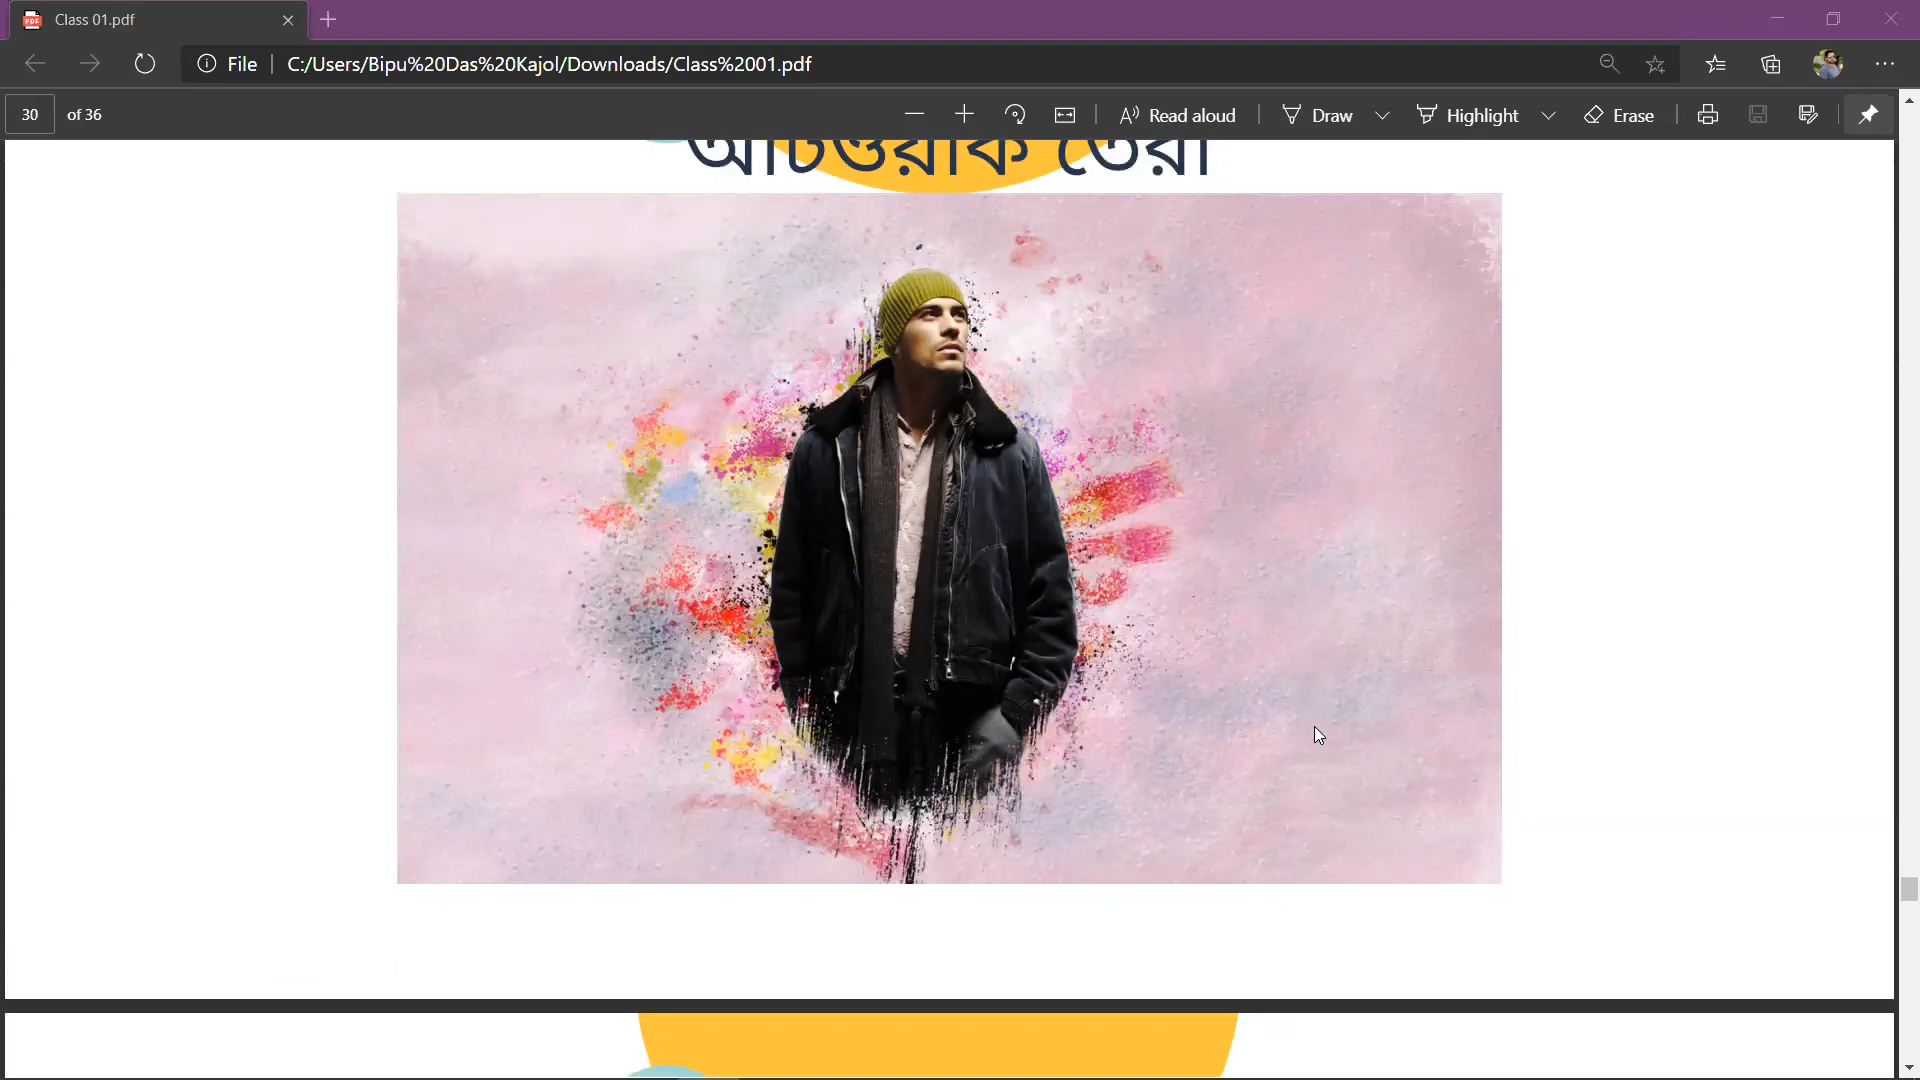 Class 01.pdf
File
C:/Users/Bipu%20Das%20Kajol/Downloads/Class%2001.pdf
30
of 36
Read aloud
Draw
Highlight
Erase